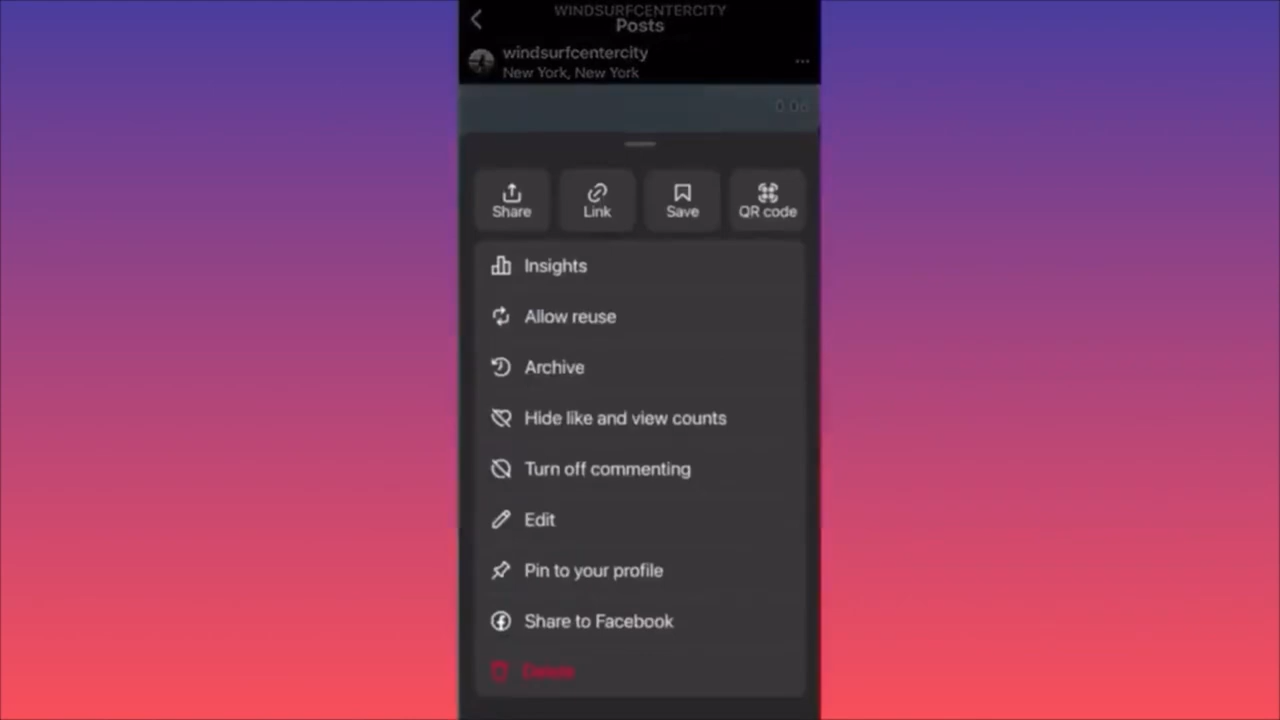 WINDSURFCENTERCITY
Posts
windsurfcentercity
New York, New York
Share
Link
Save
QR code
Insights
Allow reuse
Archive
Hide like and view counts
Turn off commenting
Edit
Pin to your profile
Share to Facebook
Delete